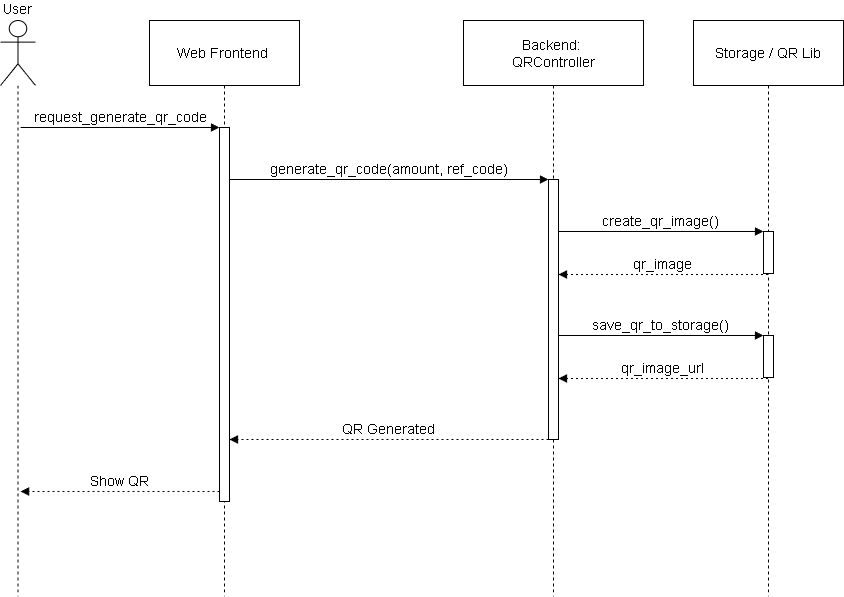 User
Web Frontend
Backend:
QRController
Storage / QR Lib
request_generate_qr_code
generate_qr_code(amount, ref_code)
create_qr_image()
qr_image
save_qr_to_storage()
qr_image_url
QR Generated
Show QR